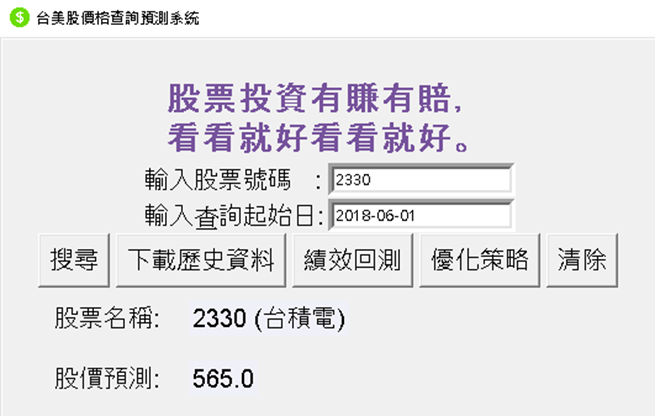 $ 台美股價格查詢預測系統
股票投資有賺有賠,
看看就好看看就好。
輸入股票號碼 : 2330
輸入查詢起始日: 2018-06-01
搜尋 下載歷史資料 績效回測 優化策略 清除
股票名稱: 2330 (台積電)
股價預測: 565.0